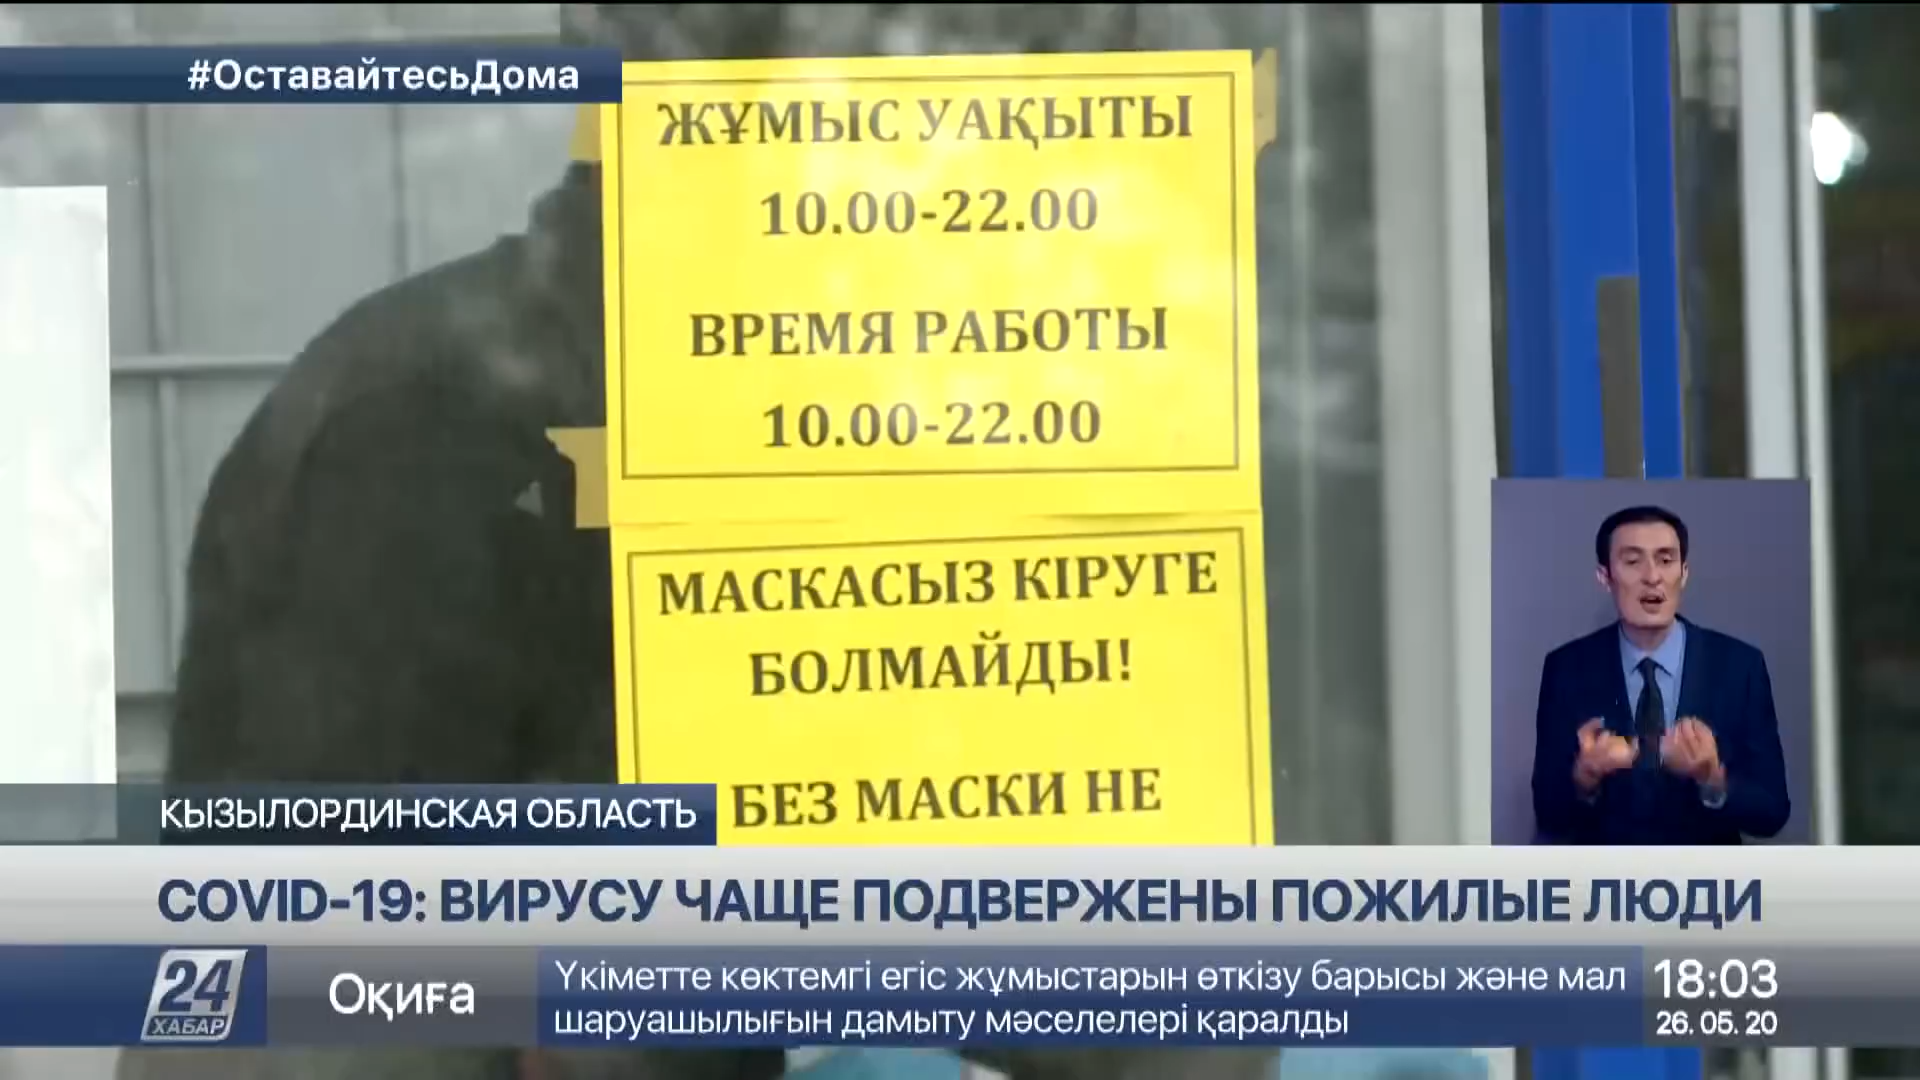 #ОставайтесьДома
ЖҰМЫС УАҚЫТЫ
10.00-22.00
ВРЕМЯ РАБОТЫ
10.00-22.00
МАСКАСЫЗ КІРУГЕ
БОЛМАЙДЫ!
БЕЗ МАСКИ НЕ
КЫЗЫЛОРДИНСКАЯ ОБЛАСТЬ
COVID-19: ВИРУСУ ЧАЩЕ ПОДВЕРЖЕНЫ ПОЖИЛЫЕ ЛЮДИ
24
ХАБАР
Оқиға
Үкіметте көктемгі егіс жұмыстарын өткізу барысы және мал
шаруашылығын дамыту мәселелері қаралды
18:03
26. 05. 20